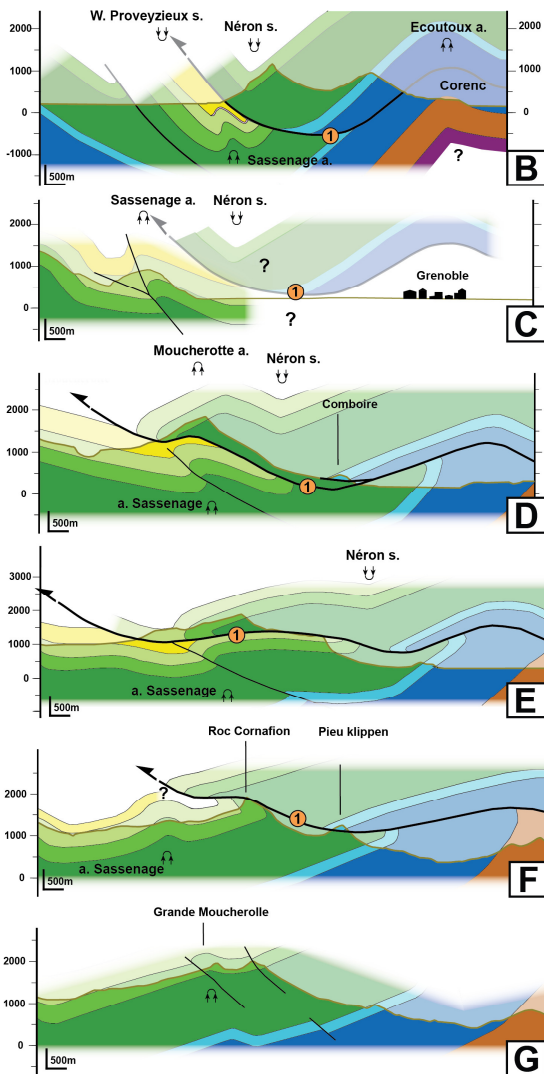 W. Proveyzieux s.
Néron s.
Ecoutoux a.
2000
2000
1000
1000
Corenc
0
0
1
-1000
Sassenage a.
?
500m
B
Sassenage a.
Néron s.
2000
?
1000
1
Grenoble
0
?
500m
C
Moucherotte a.
Néron s.
Comboire
2000
1000
1
0
a. Sassenage
500m
D
Néron s.
3000
2000
1
1000
0
a. Sassenage
500m
E
Roc Cornafion
Pieu klippen
?
2000
1
1000
a. Sassenage
0
500m
F
Grande Moucherolle
2000
1000
0
500m
G